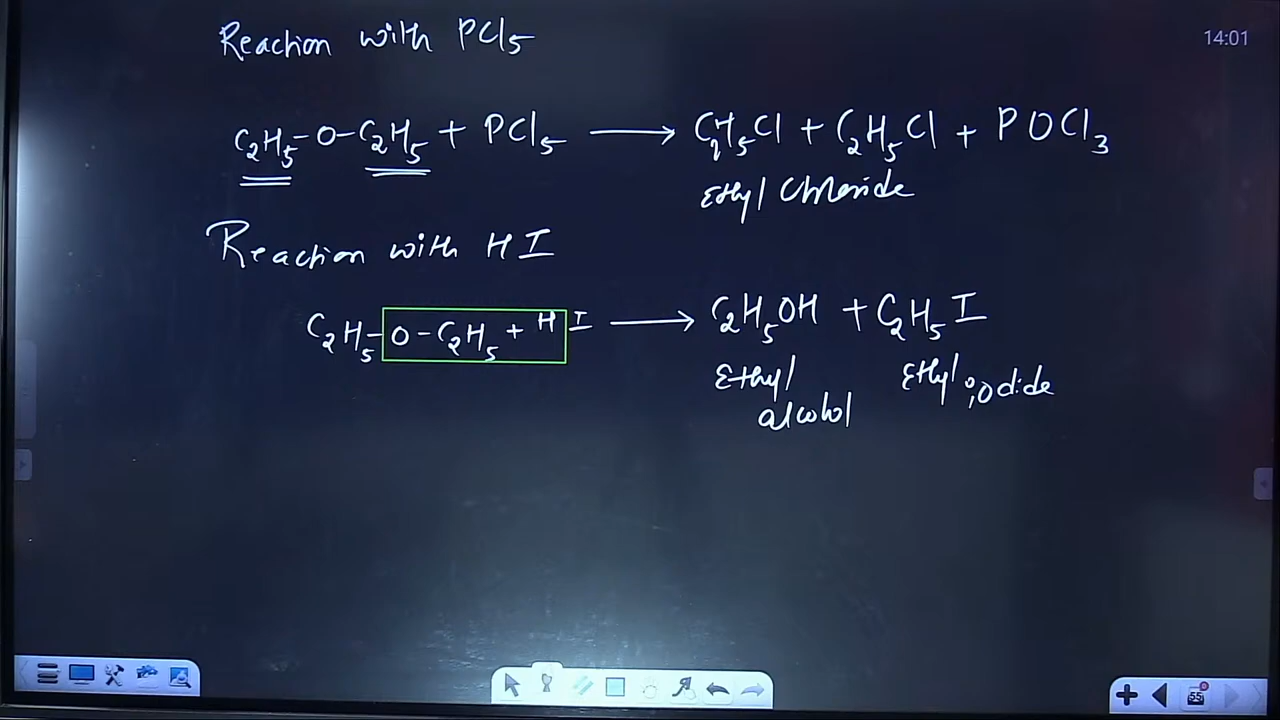 Reaction with PCl5
14:01
C2H5-O-C2H5 + PCl5 ⟶ C2H5Cl + C2H5Cl + POCl3
Ethyl Chloride
Reaction with HI
C2H5-O-C2H5 + HI ⟶ C2H5OH + C2H5I
Ethyl alcohol
Ethyl iodide
55